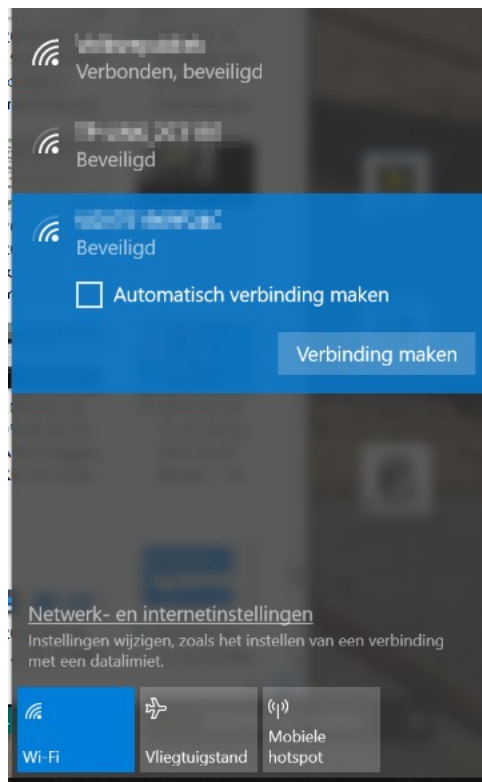 Verbonden, beveiligd
Beveiligd
Beveiligd
Automatisch verbinding maken
Verbinding maken
Netwerk- en internetinstellingen
Instellingen wijzigen, zoals het instellen van een verbinding
met een datalimiet.
Wi-Fi
Vliegtuigstand
Mobiele
hotspot